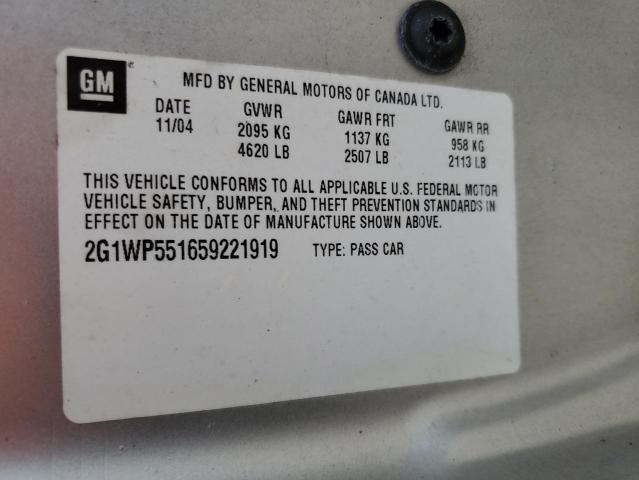 GM
MFD BY GENERAL MOTORS OF CANADA LTD.
DATE GVWR GAWR FRT GAWR RR
11/04 2095 KG 1137 KG 958 KG
4620 LB 2507 LB 2113 LB
THIS VEHICLE CONFORMS TO ALL APPLICABLE U.S. FEDERAL MOTOR
VEHICLE SAFETY, BUMPER, AND THEFT PREVENTION STANDARDS IN
EFFECT ON THE DATE OF MANUFACTURE SHOWN ABOVE.
2G1WP551659221919 TYPE: PASS CAR